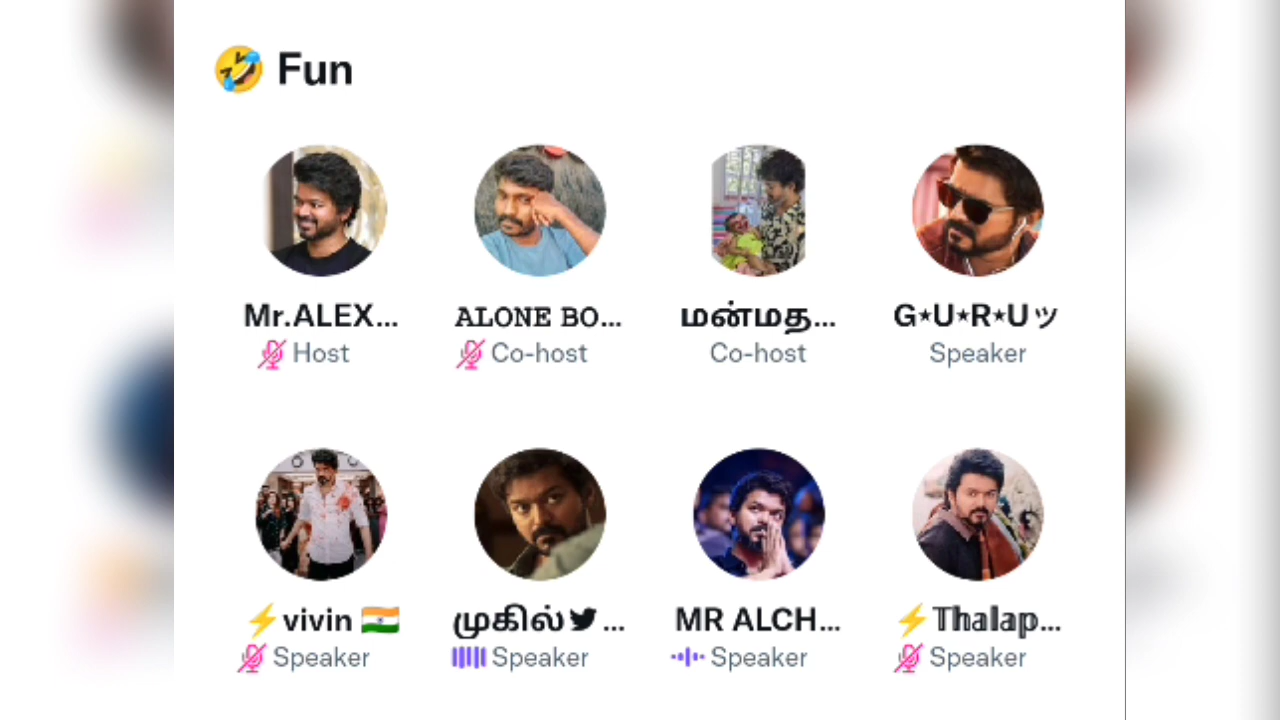 🤣 Fun
Mr.ALEX... ALONE BO... மன்மத... G⋆U⋆R⋆Uッ
Host Co-host Co-host Speaker
⚡vivin 🇮🇳 முகில்... MR ALCH... ⚡𝕋𝕙𝕒𝕝𝕒𝕡...
Speaker Speaker Speaker Speaker